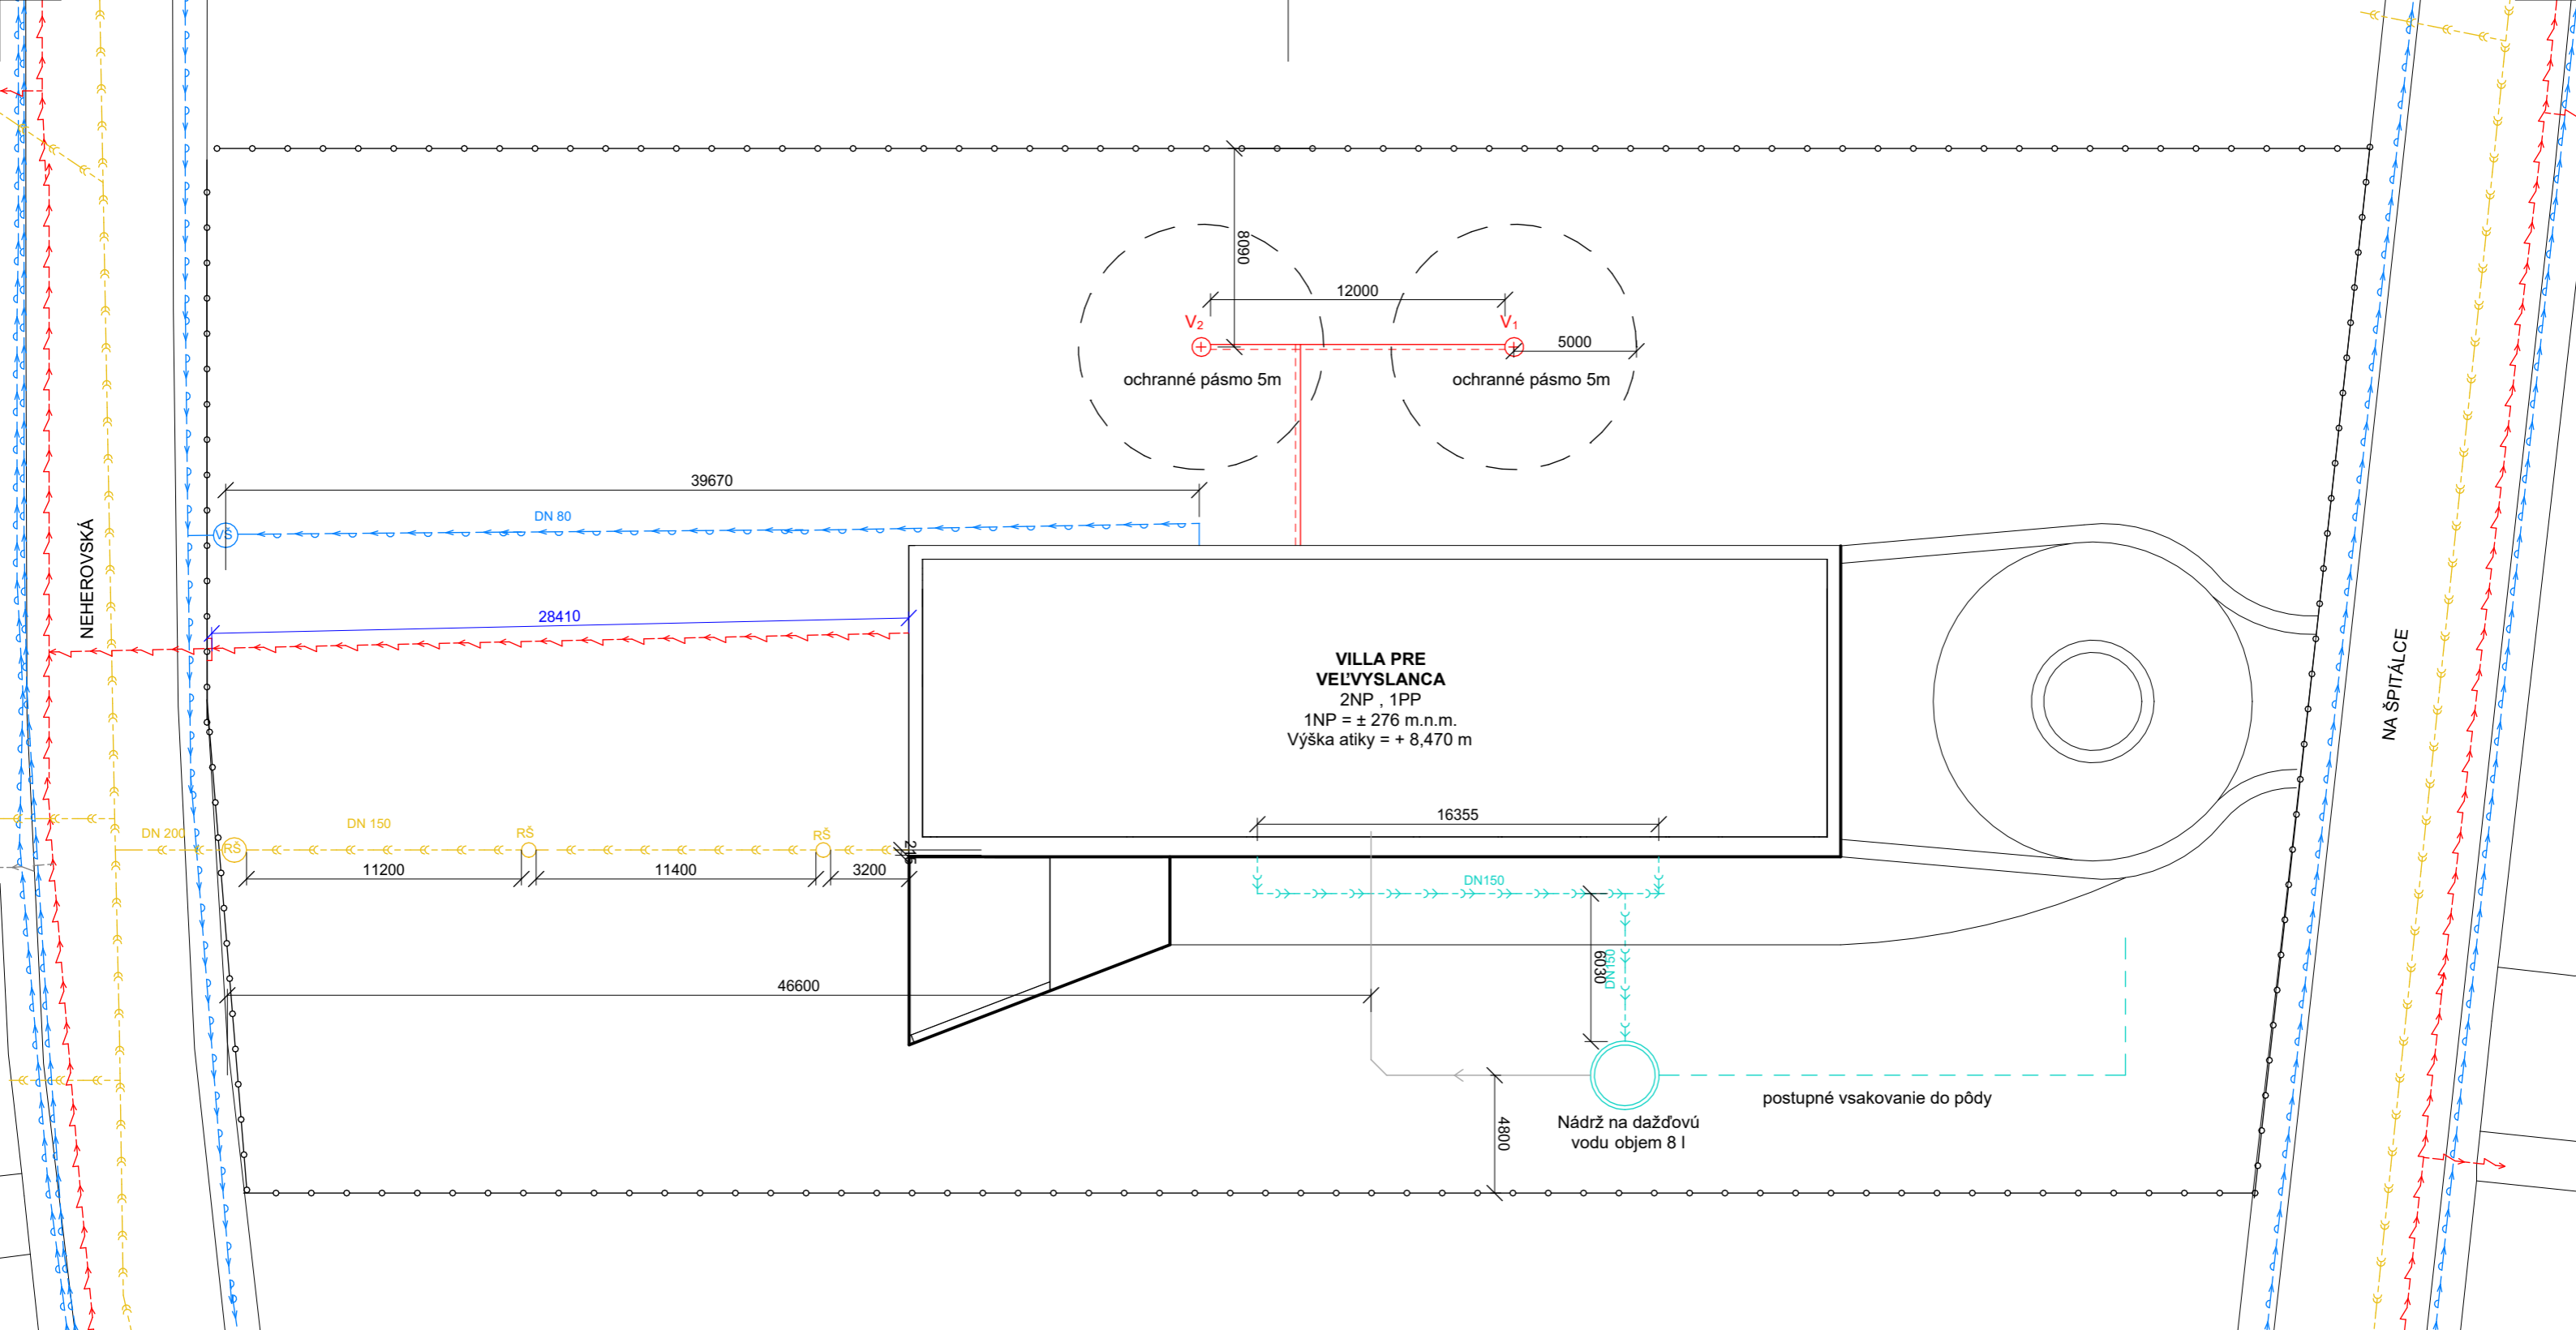 8090
12000
V2
V1
5000
ochranné pásmo 5m
ochranné pásmo 5m
39670
DN 80
VŠ
NEHEROVSKÁ
28410
NA ŠPITÁLCE
VILLA PRE
VEĽVYSLANCA
2NP , 1PP
1NP = ± 276 m.n.m.
Výška atiky = + 8,470 m
16355
DN 200
RŠ
DN 150
RŠ
RŠ
11200
11400
3200
DN150
6030
DN150
46600
4800
postupné vsakovanie do pôdy
Nádrž na dažďovú
vodu objem 8 l